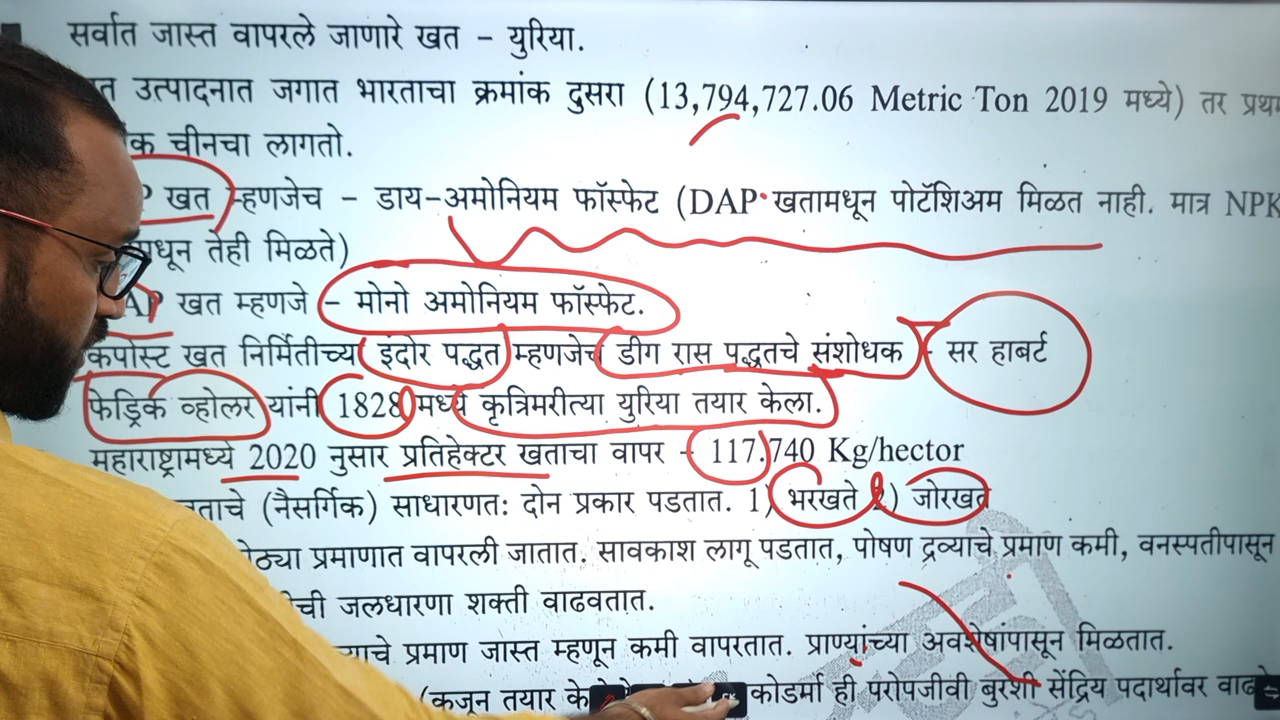 सर्वात जास्त वापरले जाणारे खत - युरिया.
उत्पादनात जगात भारताचा क्रमांक दुसरा (13,794,727.06 Metric Ton 2019 मध्ये) तर
चीनचा लागतो.
खत म्हणजेच - डाय-अमोनियम फॉस्फेट (DAP खतामधून पोटॅशिअम मिळत नाही. मात्र NPK
तेही मिळते)
खत म्हणजे - मोनो अमोनियम फॉस्फेट.
कंपोस्ट खत निर्मितीच्या इंदोर पद्धत म्हणजेच डीग रास पद्धतचे संशोधक - सर हाबर्ट
फेड्रिक व्होलर यांनी 1828 मध्ये कृत्रिमरीत्या युरिया तयार केला.
महाराष्ट्रामध्ये 2020 नुसार प्रतिहेक्टर खताचा वापर - 117.740 Kg/hector
(नैसर्गिक) साधारणत: दोन प्रकार पडतात. 1) भरखते 2) जोरखत
प्रमाणात वापरली जातात. सावकाश लागू पडतात, पोषण द्रव्याचे प्रमाण कमी, वनस्पतीपासून
जलधारणा शक्ती वाढवतात.
प्रमाण जास्त म्हणून कमी वापरतात. प्राण्यांच्या अवशेषांपासून मिळतात.
(कुजून तयार कोडर्मा ही परोपजीवी बुरशी सेंद्रिय पदार्थावर